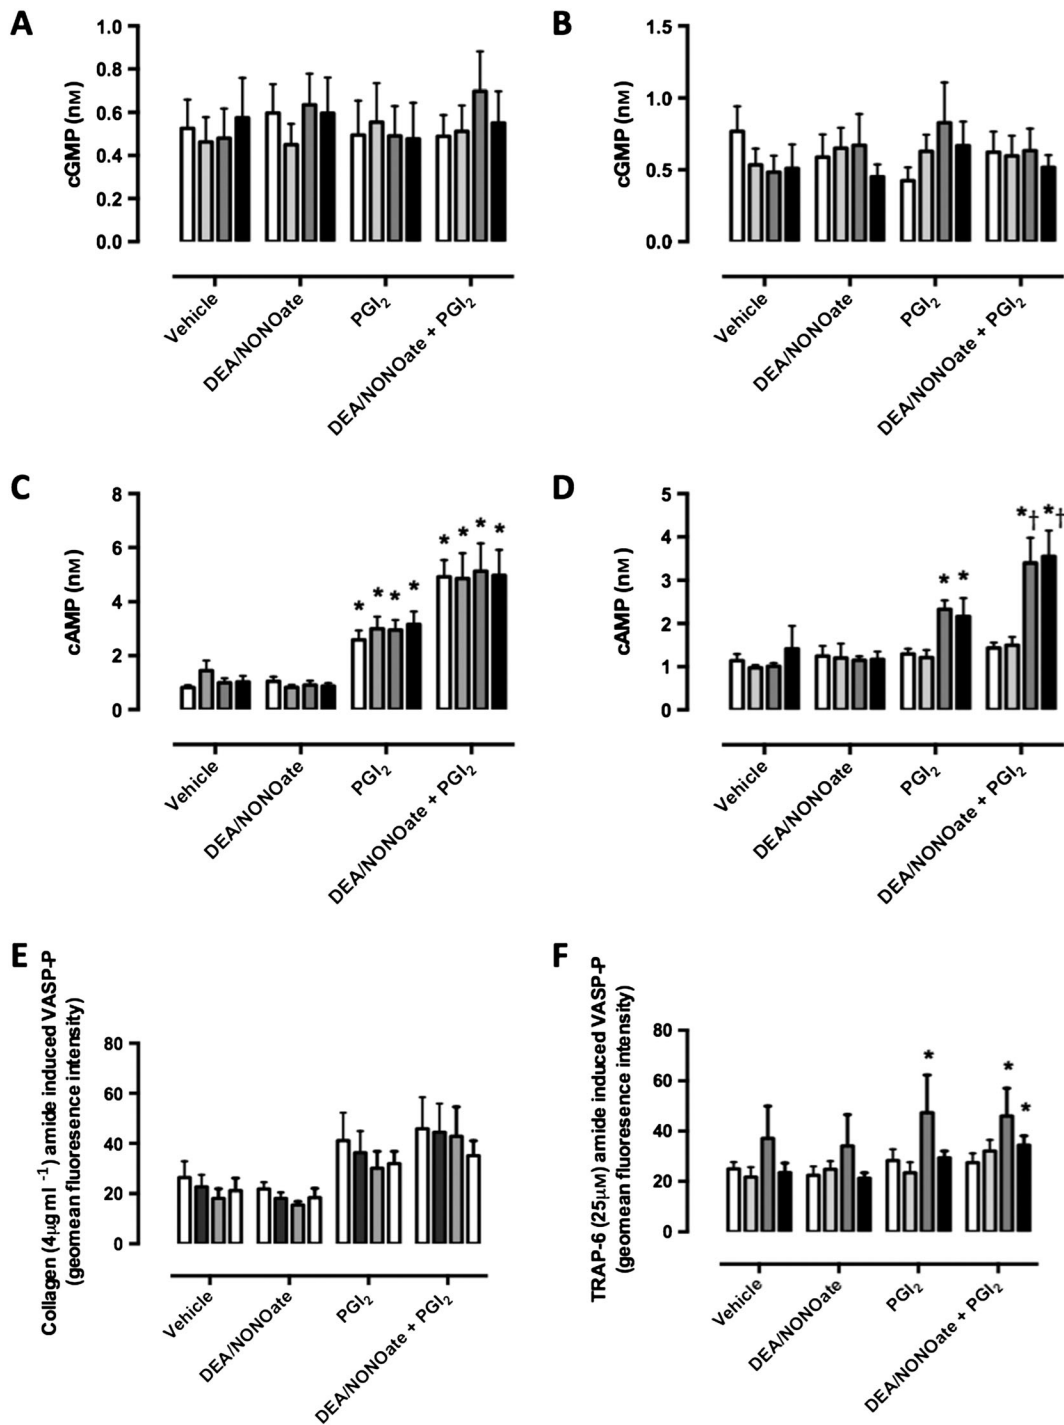 A
cGMP (nM)
1.0
0.8
0.6
0.4
0.2
0.0
Vehicle
DEA/NONOate
PGI₂
DEA/NONOate + PGI₂
B
cGMP (nM)
1.5
1.0
0.5
0.0
Vehicle
DEA/NONOate
PGI₂
DEA/NONOate + PGI₂
C
cAMP (nM)
8
6
4
2
0
* * * *
* * * *
Vehicle
DEA/NONOate
PGI₂
DEA/NONOate + PGI₂
D
cAMP (nM)
5
4
3
2
1
0
* *
*† *†
Vehicle
DEA/NONOate
PGI₂
DEA/NONOate + PGI₂
E
Collagen (4µg ml⁻¹) amide induced VASP-P
(geomean fluoresence intensity)
80
60
40
20
0
Vehicle
DEA/NONOate
PGI₂
DEA/NONOate + PGI₂
F
TRAP-6 (25µM) amide induced VASP-P
(geomean fluoresence intensity)
80
60
40
20
0
*
* *
Vehicle
DEA/NONOate
PGI₂
DEA/NONOate + PGI₂